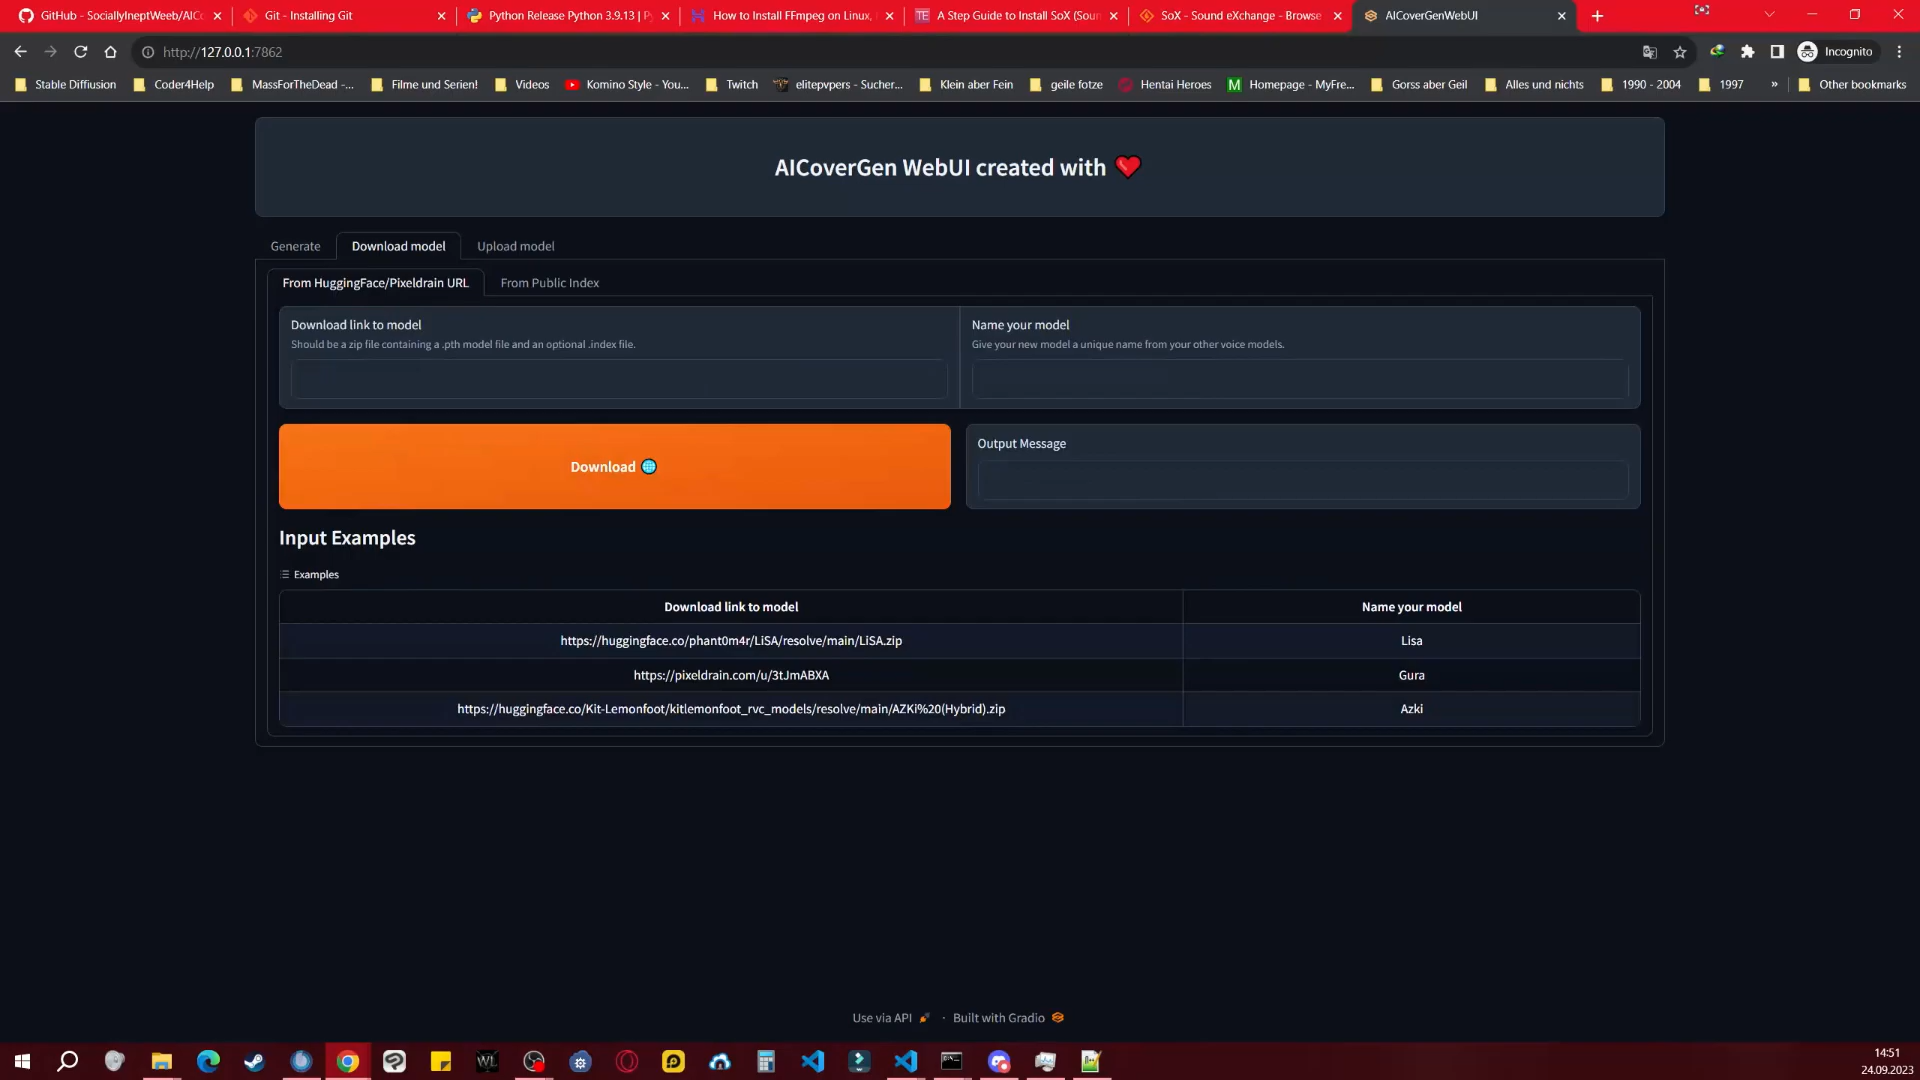 GitHub - SociallyIneptWeeb/AICo
Git - Installing Git
Python Release Python 3.9.13 | Py
How to Install FFmpeg on Linux,
A Step Guide to Install SoX (Soun
SoX - Sound eXchange - Browse
AICoverGenWebUI
http://127.0.0.1:7862
Incognito
Stable Diffusion
Coder4Help
MassForTheDead -...
Filme und Serien!
Videos
Komino Style - You...
Twitch
elitepvpers - Sucher...
Klein aber Fein
geile fotze
Hentai Heroes
Homepage - MyFre...
Gorss aber Geil
Alles und nichts
1990 - 2004
1997
»
Other bookmarks
AICoverGen WebUI created with ❤️
Generate
Download model
Upload model
From HuggingFace/Pixeldrain URL
From Public Index
Download link to model
Should be a zip file containing a .pth model file and an optional .index file.
Name your model
Give your new model a unique name from your other voice models.
Download 🌐
Output Message
Input Examples
Examples
Download link to model
Name your model
https://huggingface.co/phant0m4r/LiSA/resolve/main/LiSA.zip
Lisa
https://pixeldrain.com/u/3tJmABXA
Gura
https://huggingface.co/Kit-Lemonfoot/kitlemonfoot_rvc_models/resolve/main/AZKi%20(Hybrid).zip
Azki
Use via API · Built with Gradio
14:51
24.09.2023